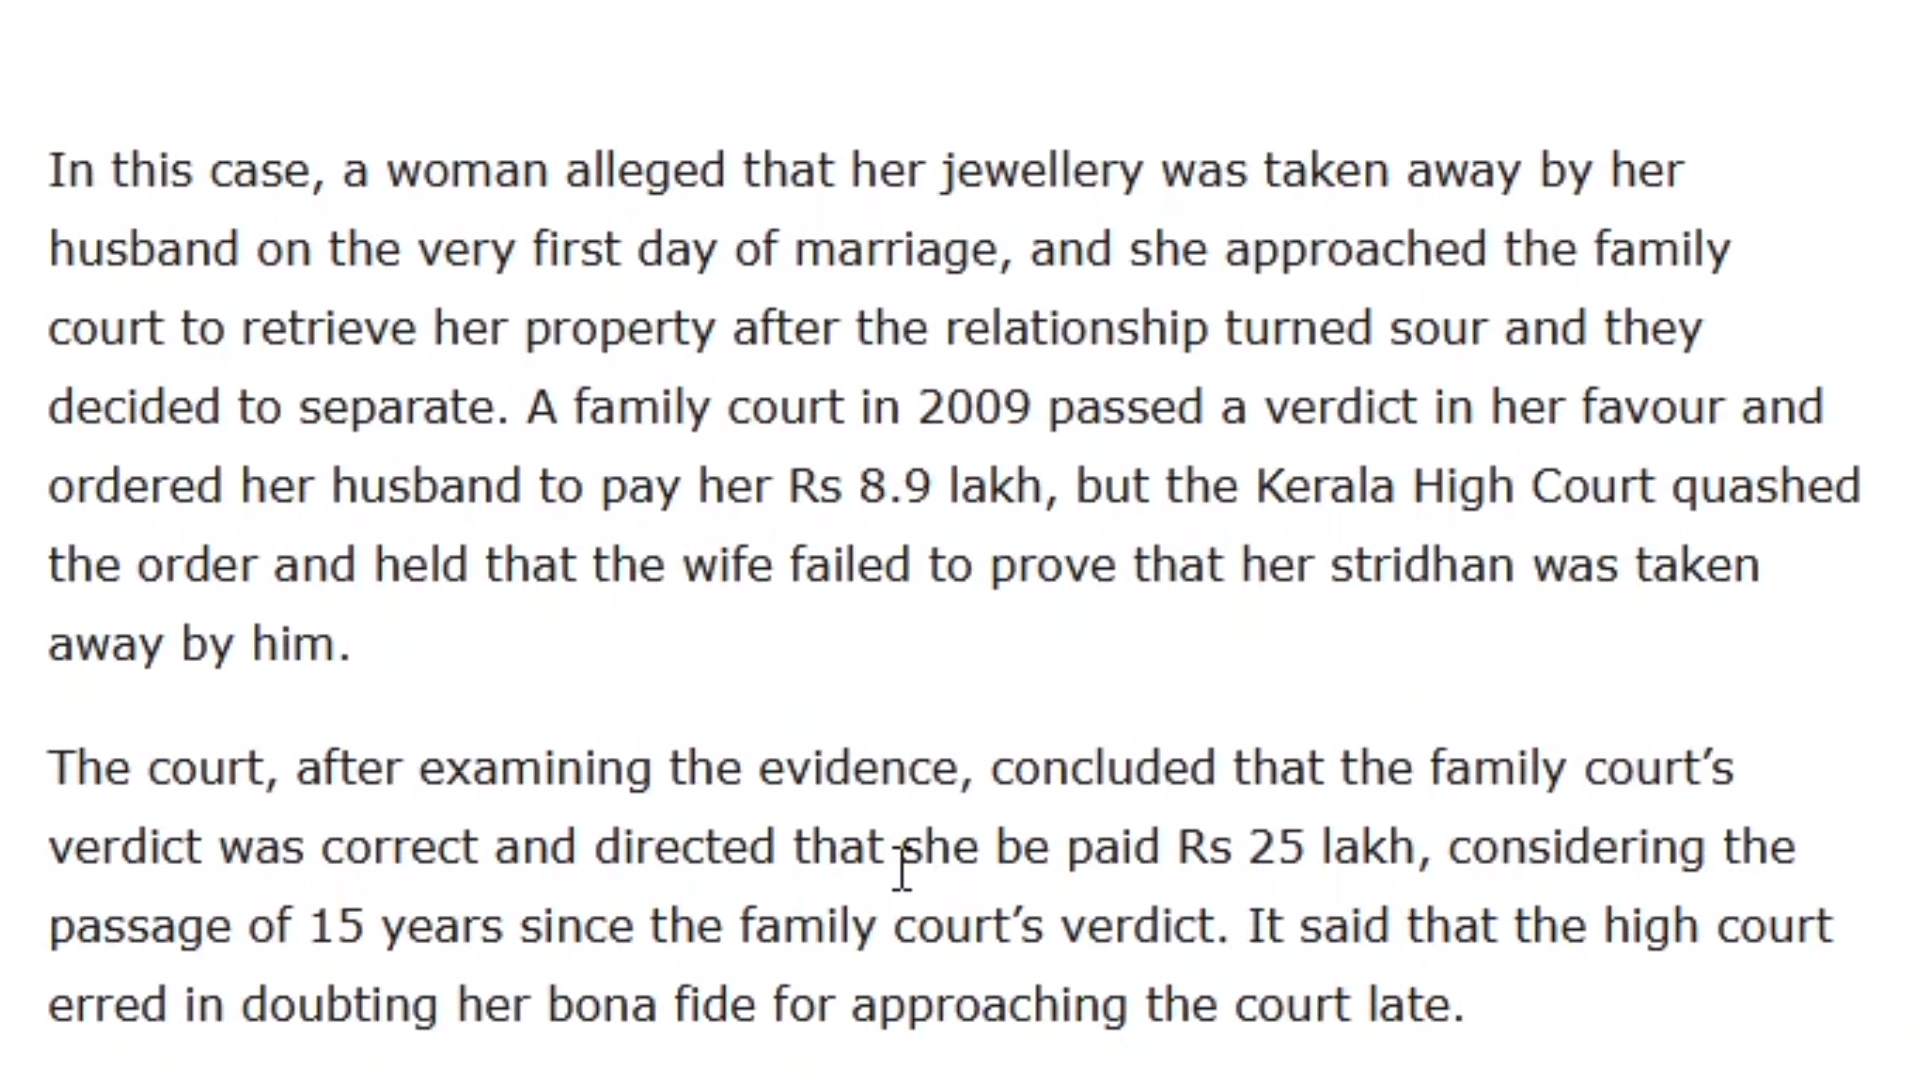 In this case, a woman alleged that her jewellery was taken away by her
husband on the very first day of marriage, and she approached the family
court to retrieve her property after the relationship turned sour and they
decided to separate. A family court in 2009 passed a verdict in her favour and
ordered her husband to pay her Rs 8.9 lakh, but the Kerala High Court quashed
the order and held that the wife failed to prove that her stridhan was taken
away by him.
The court, after examining the evidence, concluded that the family court’s
verdict was correct and directed that she be paid Rs 25 lakh, considering the
passage of 15 years since the family court’s verdict. It said that the high court
erred in doubting her bona fide for approaching the court late.